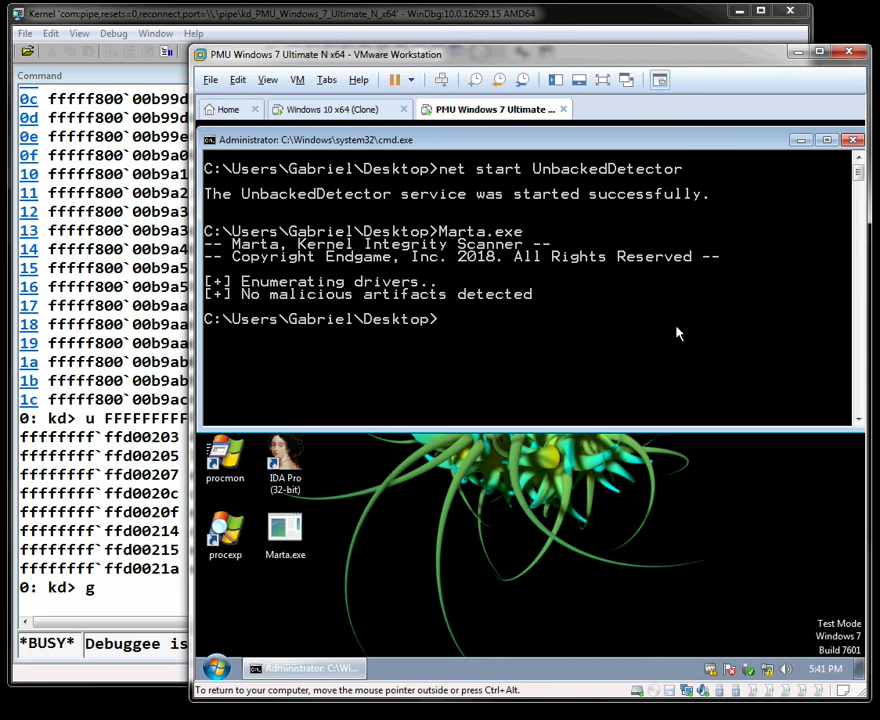 Kernel 'com:pipe,resets=0,reconnect,port=\\.\pipe\kd_PMU_Windows_7_Ultimate_N_x64' - WinDbg:10.0.16299.15 AMD64
File Edit View Debug Window Help
Command
0c fffff800`00b99d
0d fffff800`00b99d
0e fffff800`00b99e
0f fffff800`00b9a0
10 fffff800`00b9a1
11 fffff800`00b9a2
12 fffff800`00b9a3
13 fffff800`00b9a3
14 fffff800`00b9a4
15 fffff800`00b9a5
16 fffff800`00b9a5
17 fffff800`00b9aa
18 fffff800`00b9aa
19 fffff800`00b9aa
1a fffff800`00b9ab
1b fffff800`00b9ab
1c fffff800`00b9ac
0: kd> u FFFFFFFFF
ffffffff`ffd00203
ffffffff`ffd00205
ffffffff`ffd00207
ffffffff`ffd0020c
ffffffff`ffd0020f
ffffffff`ffd00214
ffffffff`ffd00215
ffffffff`ffd0021a
0: kd> g
*BUSY* Debuggee is
PMU Windows 7 Ultimate N x64 - VMware Workstation
File Edit View VM Tabs Help
Home Windows 10 x64 (Clone) PMU Windows 7 Ultimate ...
Administrator: C:\Windows\system32\cmd.exe
C:\Users\Gabriel\Desktop>net start UnbackedDetector
The UnbackedDetector service was started successfully.
C:\Users\Gabriel\Desktop>Marta.exe
-- Marta, Kernel Integrity Scanner --
-- Copyright Endgame, Inc. 2018. All Rights Reserved --
[+] Enumerating drivers..
[+] No malicious artifacts detected
C:\Users\Gabriel\Desktop>
procmon
IDA Pro
(32-bit)
procexp
Marta.exe
Test Mode
Windows 7
Build 7601
Administrator: C:\Wi...
5:41 PM
To return to your computer, move the mouse pointer outside or press Ctrl+Alt.